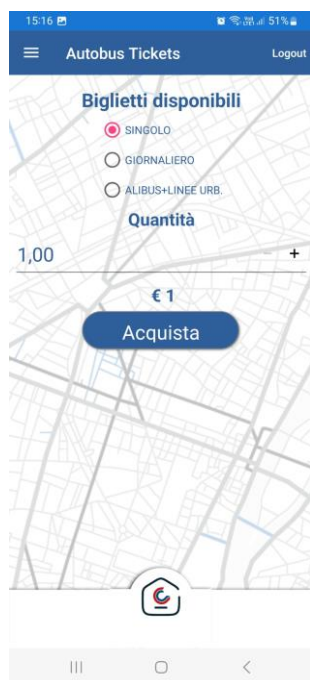 15:16 51%
Autobus Tickets Logout
Biglietti disponibili
SINGOLO
GIORNALIERO
ALIBUS+LINEE URB.
Quantità
1,00 - +
€ 1
Acquista